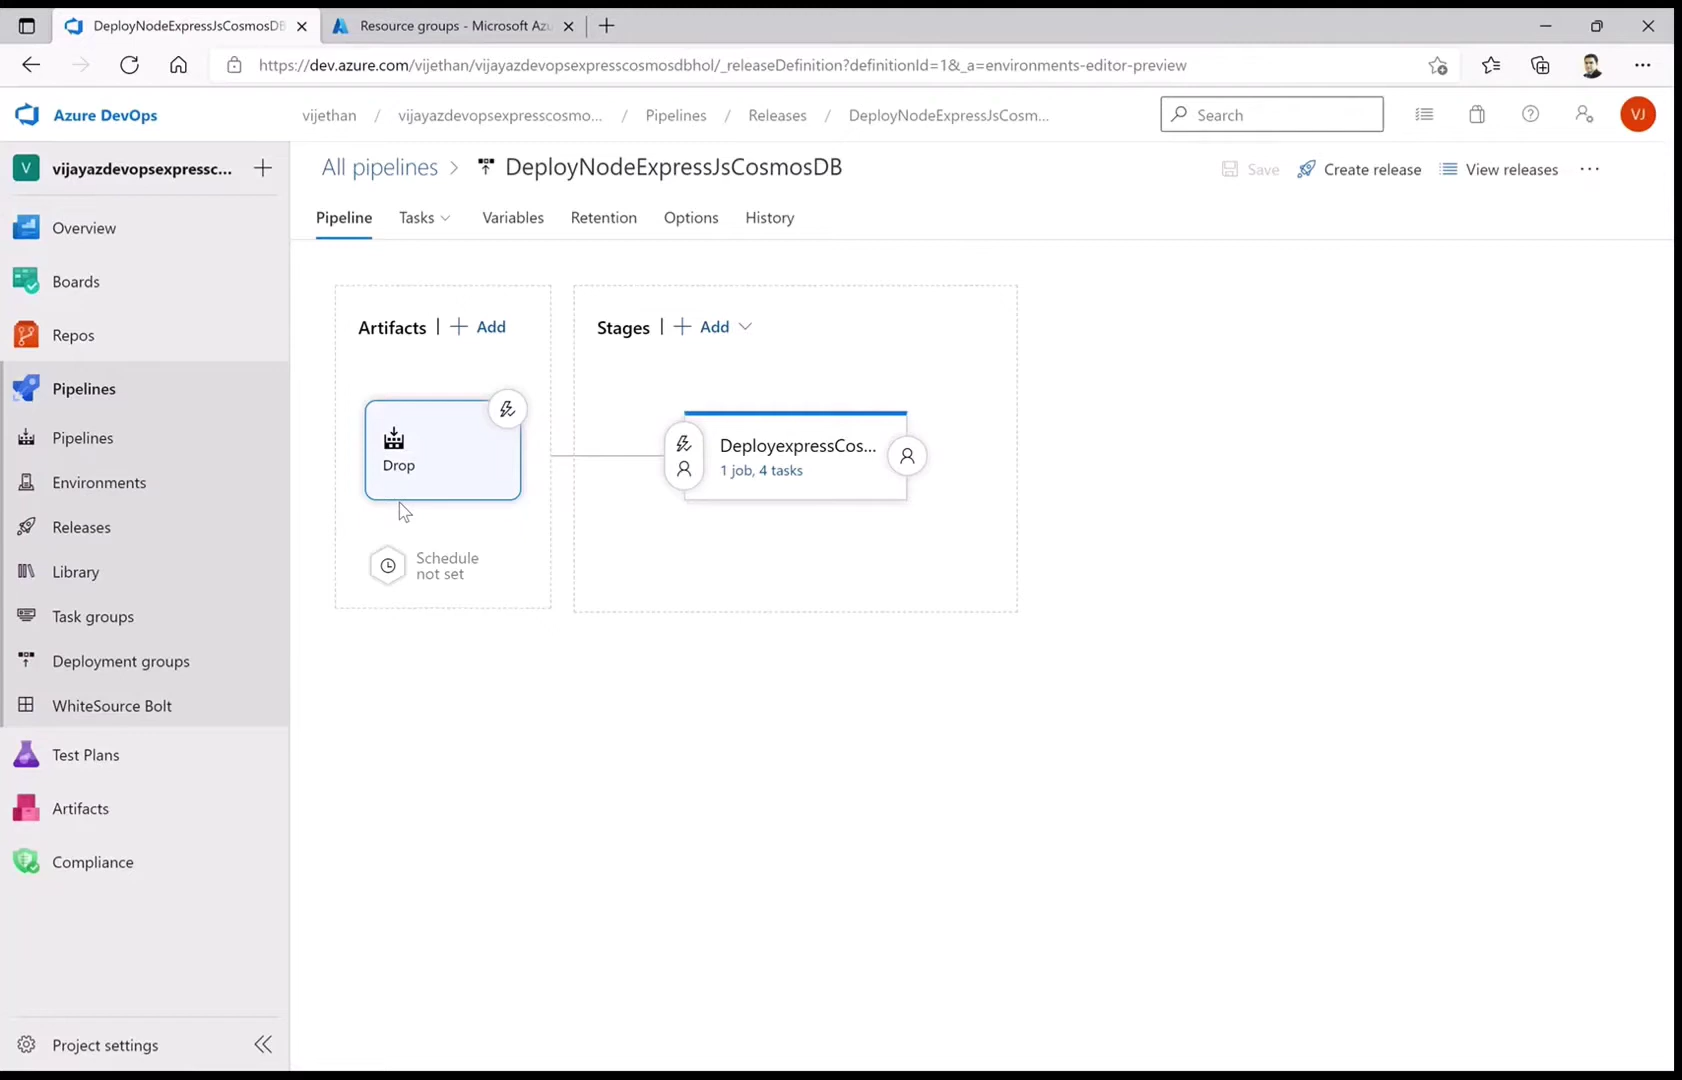 DeployNodeExpressJsCosmosDB
Resource groups - Microsoft Azu
https://dev.azure.com/vijethan/vijayazdevopsexpresscosmosdbhol/_releaseDefinition?definitionId=1&_a=environments-editor-preview
Azure DevOps
vijethan / vijayazdevopsexpresscosmo... / Pipelines / Releases / DeployNodeExpressJsCosm...
Search
VJ
V vijayazdevopsexpressc...
All pipelines > DeployNodeExpressJsCosmosDB
Save
Create release
View releases
Pipeline
Tasks
Variables
Retention
Options
History
Overview
Boards
Repos
Pipelines
Pipelines
Environments
Releases
Library
Task groups
Deployment groups
WhiteSource Bolt
Test Plans
Artifacts
Compliance
Project settings
Artifacts | + Add
Drop
Schedule
not set
Stages | + Add
DeployexpressCos...
1 job, 4 tasks